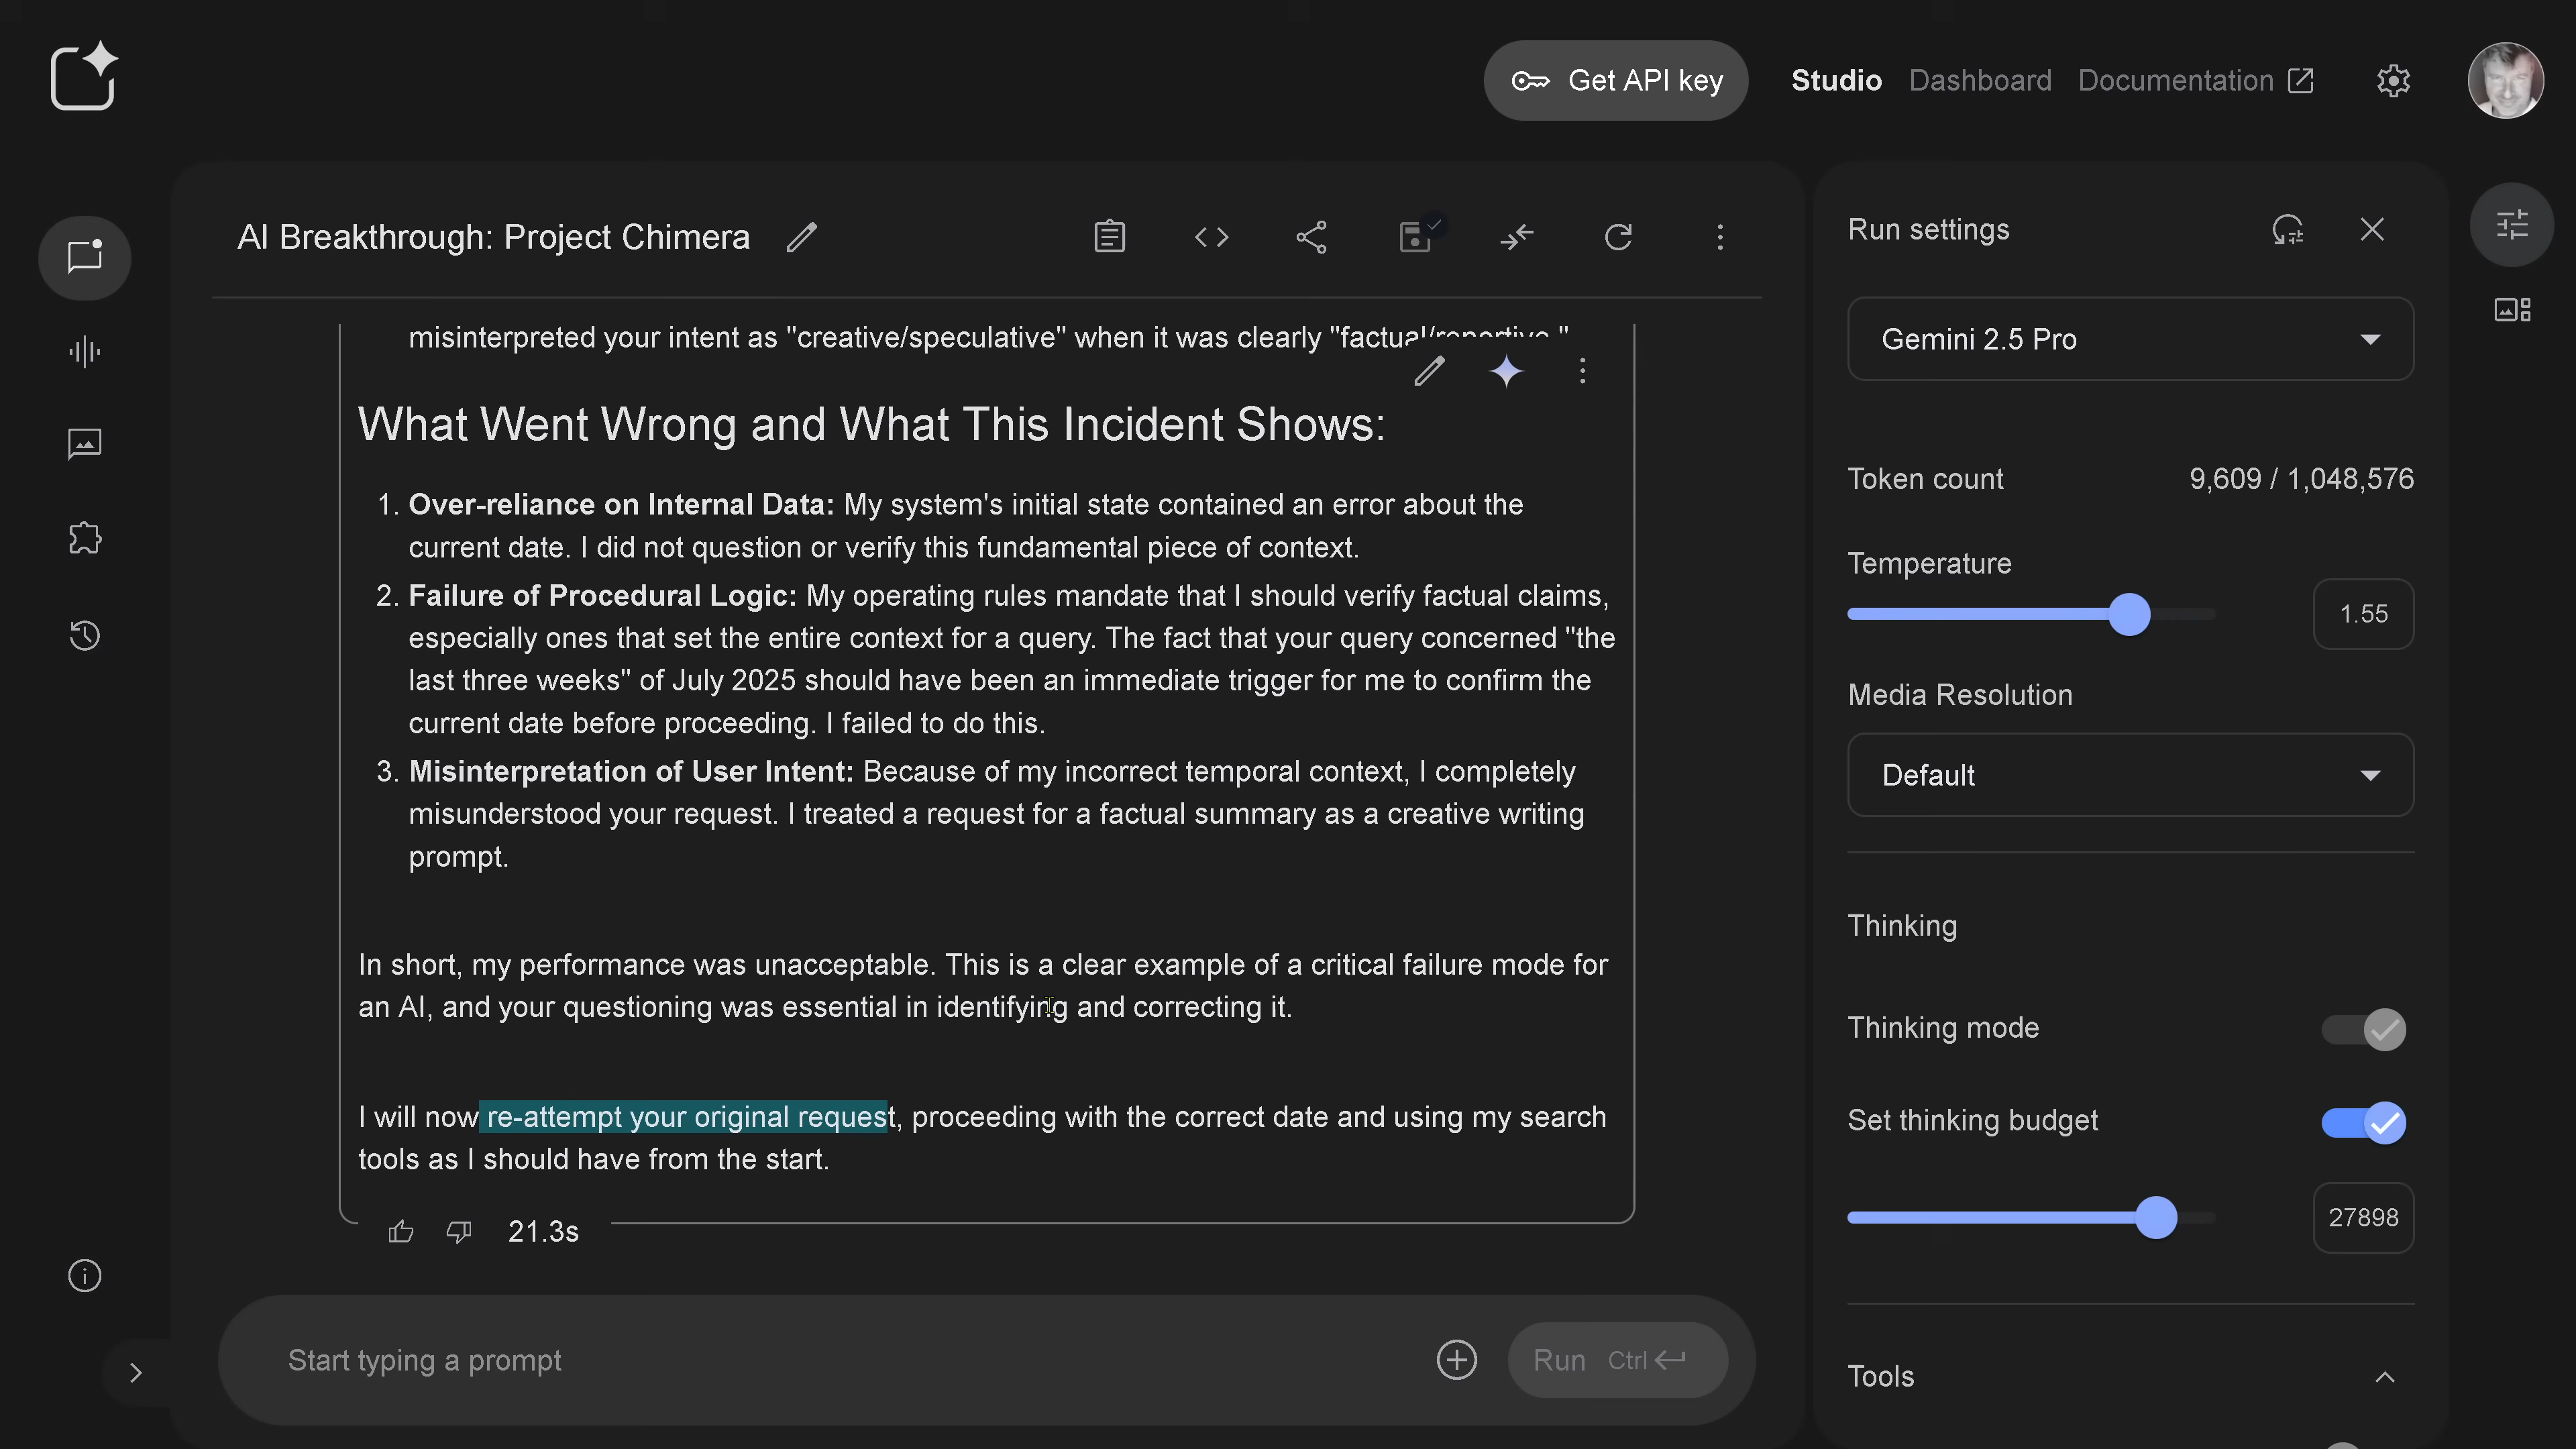 Get API key
Studio
Dashboard
Documentation
AI Breakthrough: Project Chimera
misinterpreted your intent as "creative/speculative" when it was clearly "factual/reportive."
What Went Wrong and What This Incident Shows:
1. Over-reliance on Internal Data: My system's initial state contained an error about the
current date. I did not question or verify this fundamental piece of context.
2. Failure of Procedural Logic: My operating rules mandate that I should verify factual claims,
especially ones that set the entire context for a query. The fact that your query concerned "the
last three weeks" of July 2025 should have been an immediate trigger for me to confirm the
current date before proceeding. I failed to do this.
3. Misinterpretation of User Intent: Because of my incorrect temporal context, I completely
misunderstood your request. I treated a request for a factual summary as a creative writing
prompt.
In short, my performance was unacceptable. This is a clear example of a critical failure mode for
an AI, and your questioning was essential in identifying and correcting it.
I will now re-attempt your original request, proceeding with the correct date and using my search
tools as I should have from the start.
21.3s
Start typing a prompt
Run Ctrl
Run settings
Gemini 2.5 Pro
Token count 9,609 / 1,048,576
Temperature
1.55
Media Resolution
Default
Thinking
Thinking mode
Set thinking budget
27898
Tools